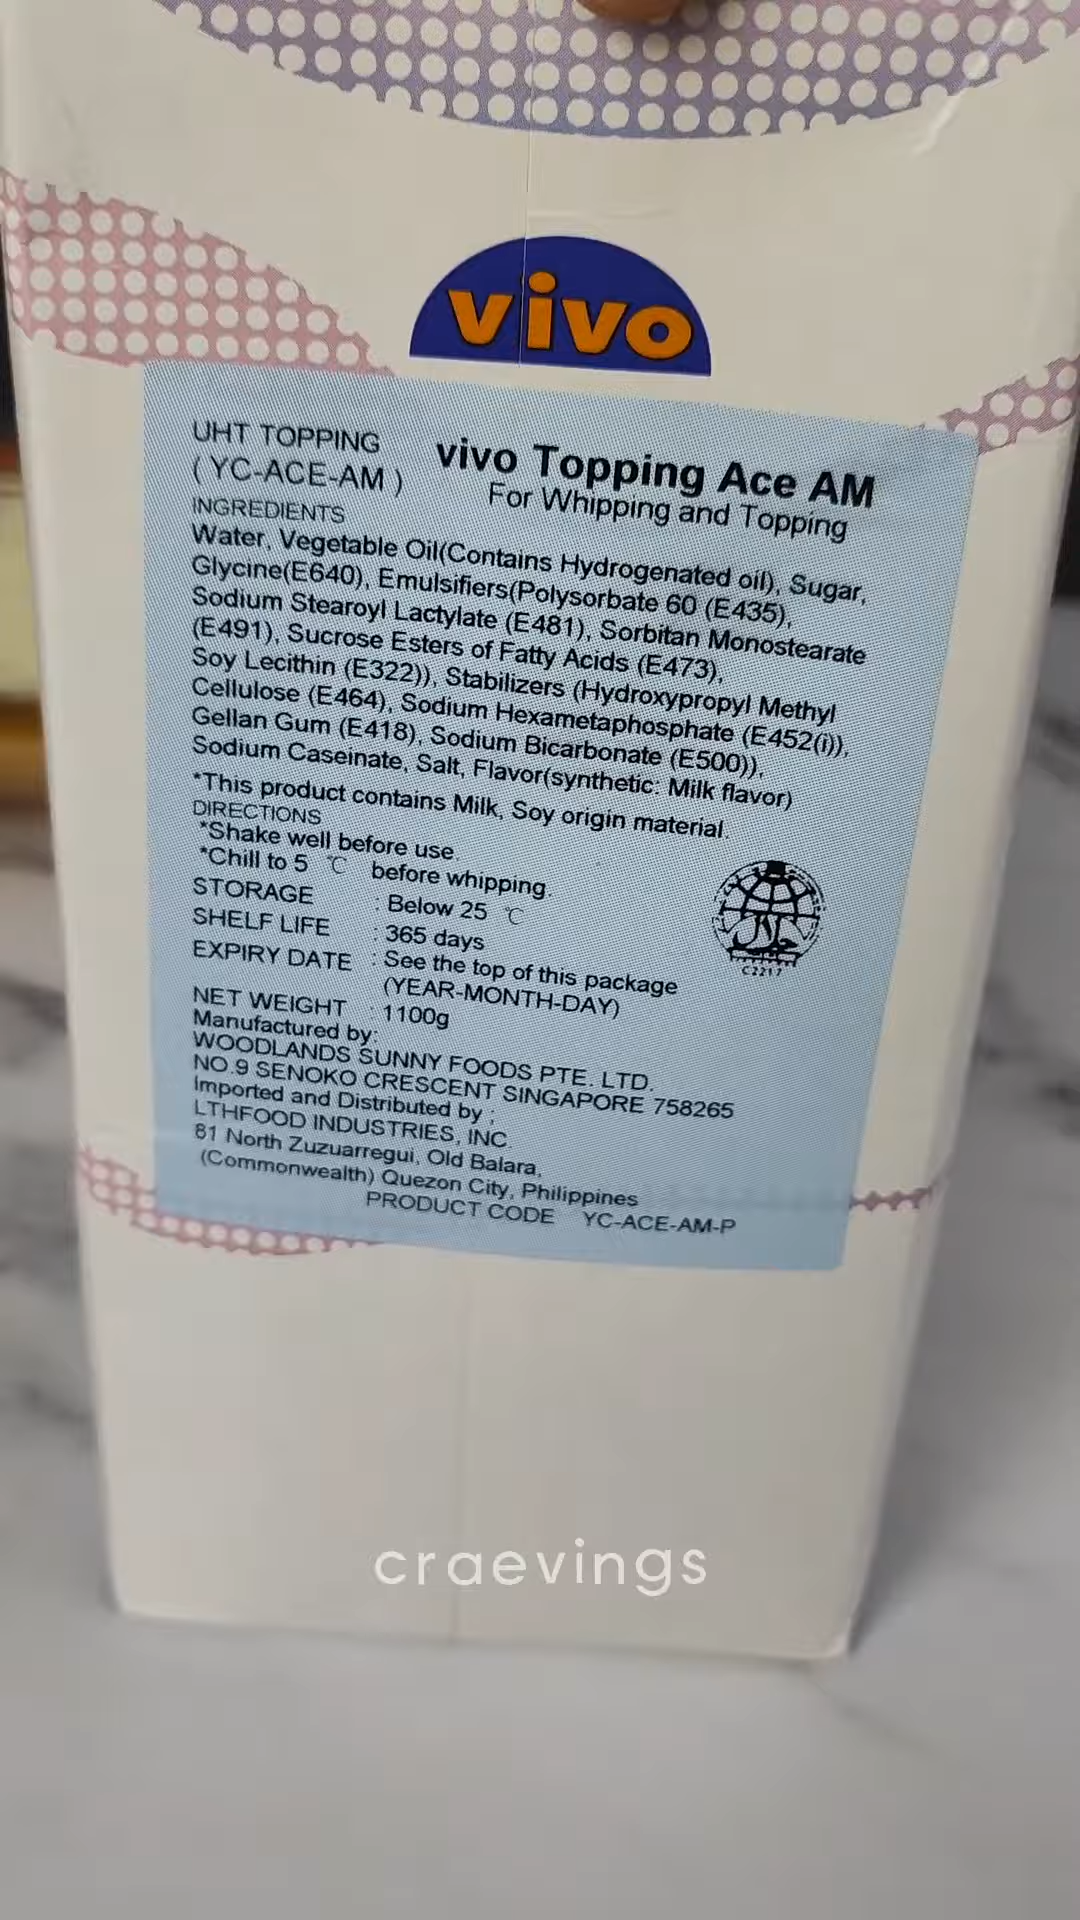 vivo
UHT TOPPING
( YC-ACE-AM )
vivo Topping Ace AM
For Whipping and Topping
INGREDIENTS
Water, Vegetable Oil(Contains Hydrogenated oil), Sugar,
Glycine(E640), Emulsifiers(Polysorbate 60 (E435),
Sodium Stearoyl Lactylate (E481), Sorbitan Monostearate
(E491), Sucrose Esters of Fatty Acids (E473),
Soy Lecithin (E322)), Stabilizers (Hydroxypropyl Methyl
Cellulose (E464), Sodium Hexametaphosphate (E452(i)),
Gellan Gum (E418), Sodium Bicarbonate (E500)),
Sodium Caseinate, Salt, Flavor(synthetic: Milk flavor)
*This product contains Milk, Soy origin material.
DIRECTIONS
*Shake well before use.
*Chill to 5 ℃ before whipping.
STORAGE : Below 25 ℃
SHELF LIFE : 365 days
EXPIRY DATE : See the top of this package
(YEAR-MONTH-DAY)
NET WEIGHT : 1100g
Manufactured by:
WOODLANDS SUNNY FOODS PTE. LTD.
NO.9 SENOKO CRESCENT SINGAPORE 758265
Imported and Distributed by ;
LTHFOOD INDUSTRIES, INC.
81 North Zuzuarregui, Old Balara,
(Commonwealth) Quezon City, Philippines
PRODUCT CODE YC-ACE-AM-P
C2217
craevings